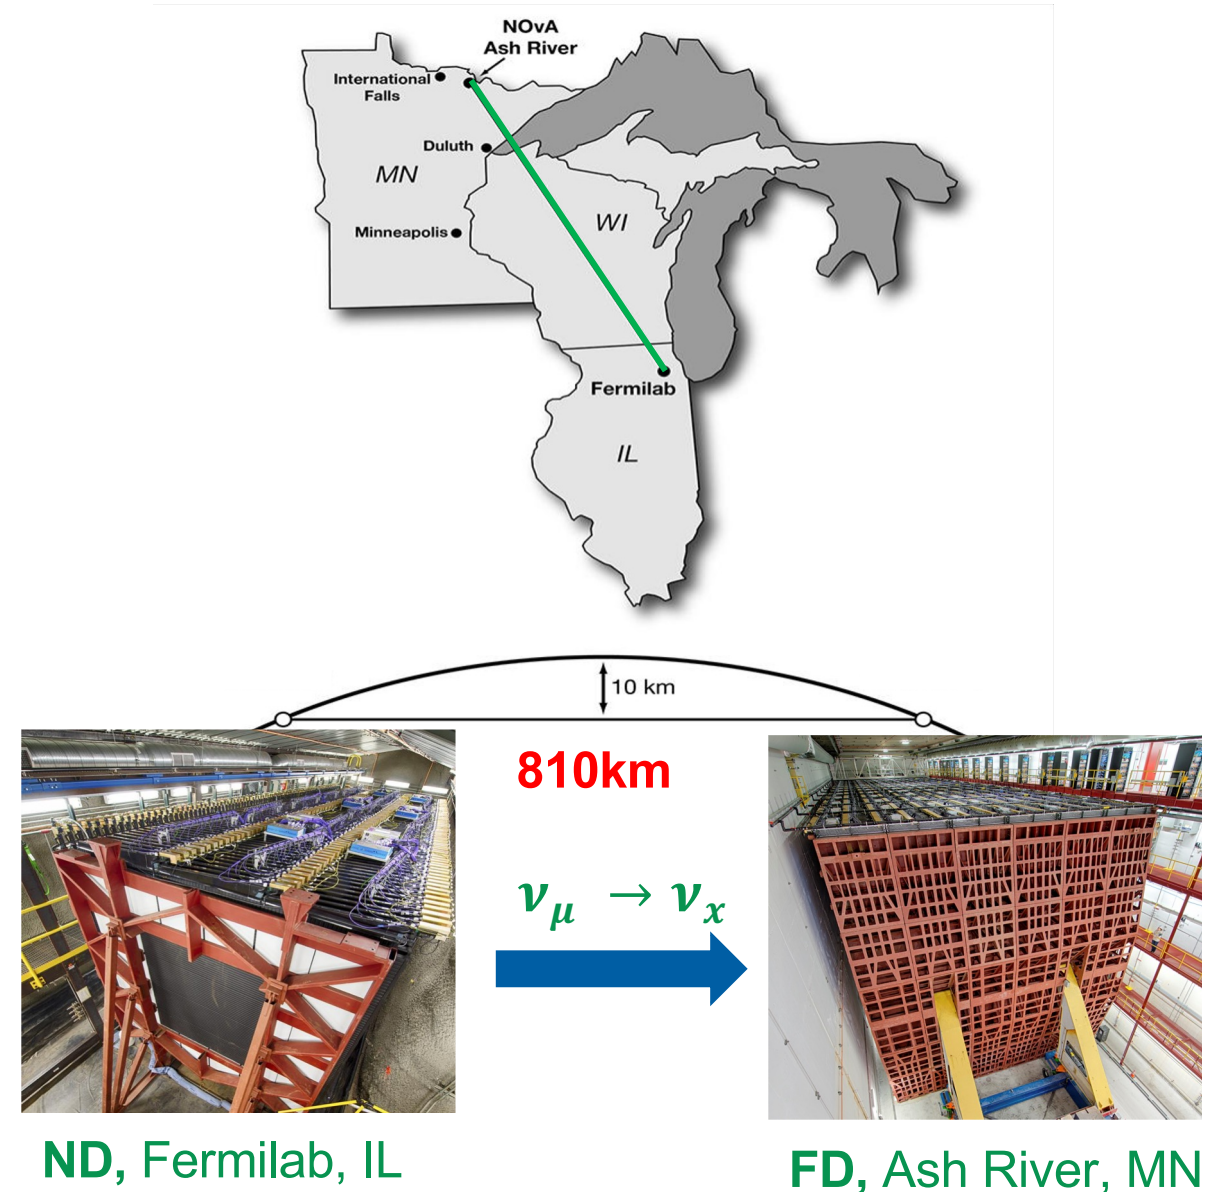 NOvA
Ash River
International
Falls
Duluth
MN
WI
Minneapolis
Fermilab
IL
10 km
810km
ν_μ → ν_x
ND, Fermilab, IL
FD, Ash River, MN